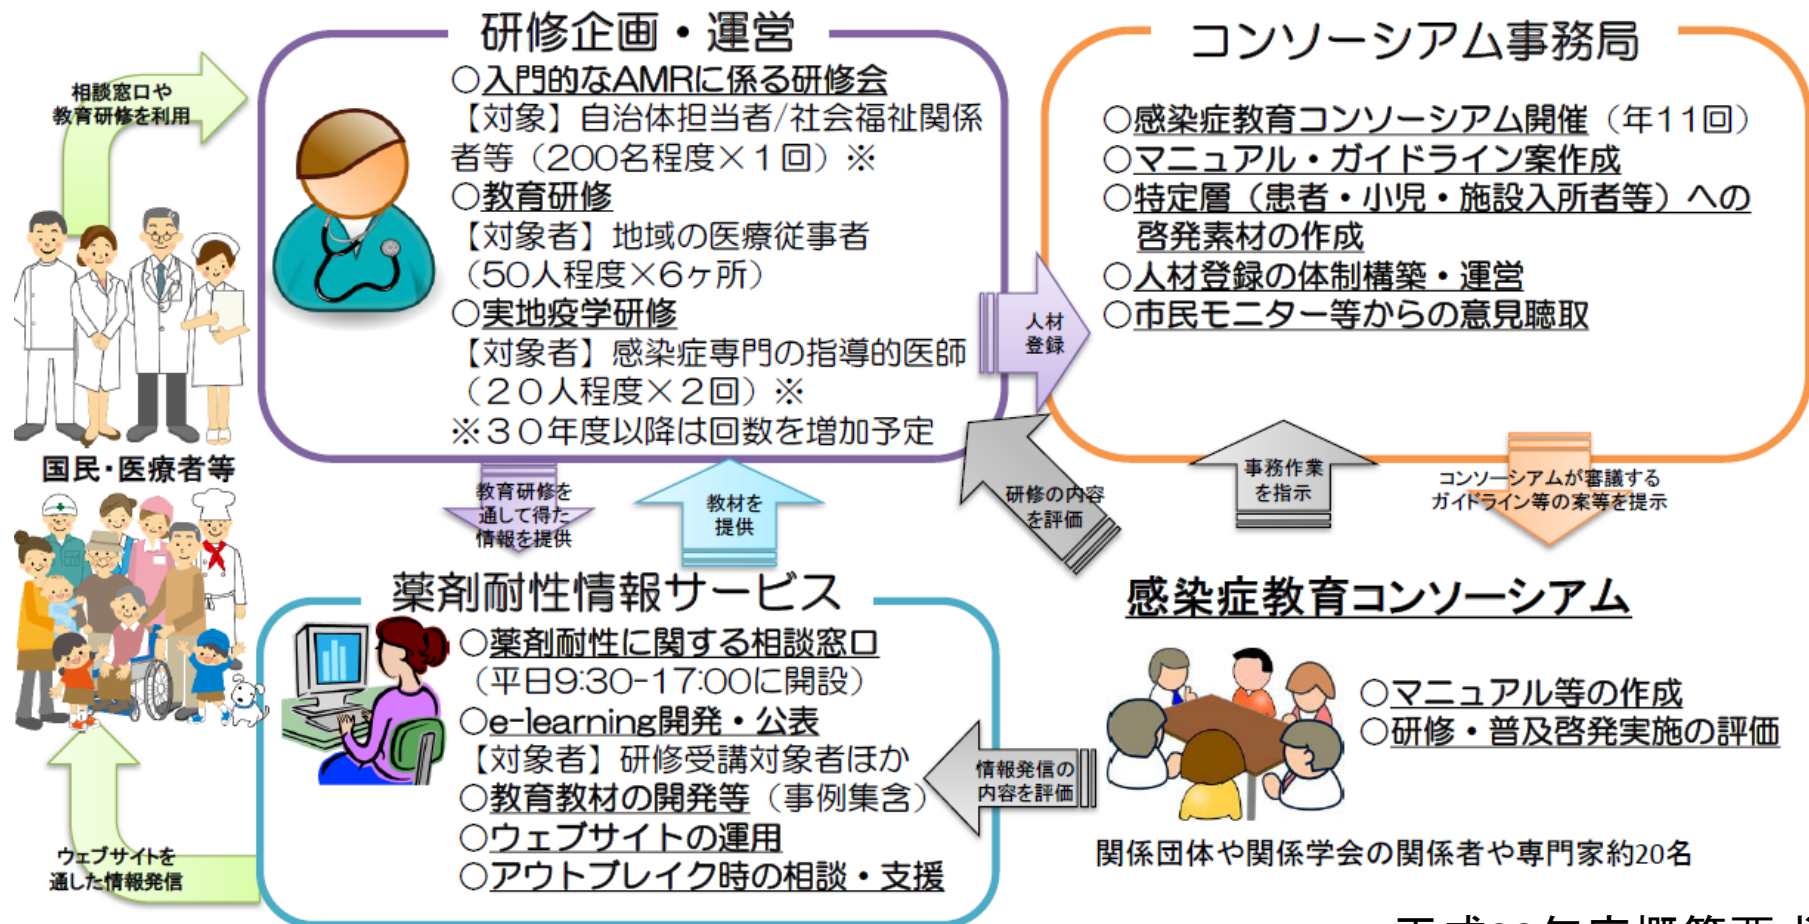 研修企画・運営
○入門的なAMRに係る研修会
【対象】自治体担当者/社会福祉関係
者等（200名程度×1回）※
○教育研修
【対象者】地域の医療従事者
（50人程度×6ヶ所）
○実地疫学研修
【対象者】感染症専門の指導的医師
（２０人程度×２回）※
※３０年度以降は回数を増加予定
コンソーシアム事務局
○感染症教育コンソーシアム開催（年11回）
○マニュアル・ガイドライン案作成
○特定層（患者・小児・施設入所者等）への
啓発素材の作成
○人材登録の体制構築・運営
○市民モニター等からの意見聴取
相談窓口や
教育研修を利用
人材
登録
国民・医療者等
教育研修を
通して得た
情報を提供
教材を
提供
研修の内容
を評価
事務作業
を指示
コンソーシアムが審議する
ガイドライン等の案等を提示
薬剤耐性情報サービス
○薬剤耐性に関する相談窓口
（平日9:30-17:00に開設）
○e-learning開発・公表
【対象者】研修受講対象者ほか
○教育教材の開発等（事例集含）
○ウェブサイトの運用
○アウトブレイク時の相談・支援
感染症教育コンソーシアム
○マニュアル等の作成
○研修・普及啓発実施の評価
情報発信の
内容を評価
関係団体や関係学会の関係者や専門家約20名
ウェブサイトを
通した情報発信